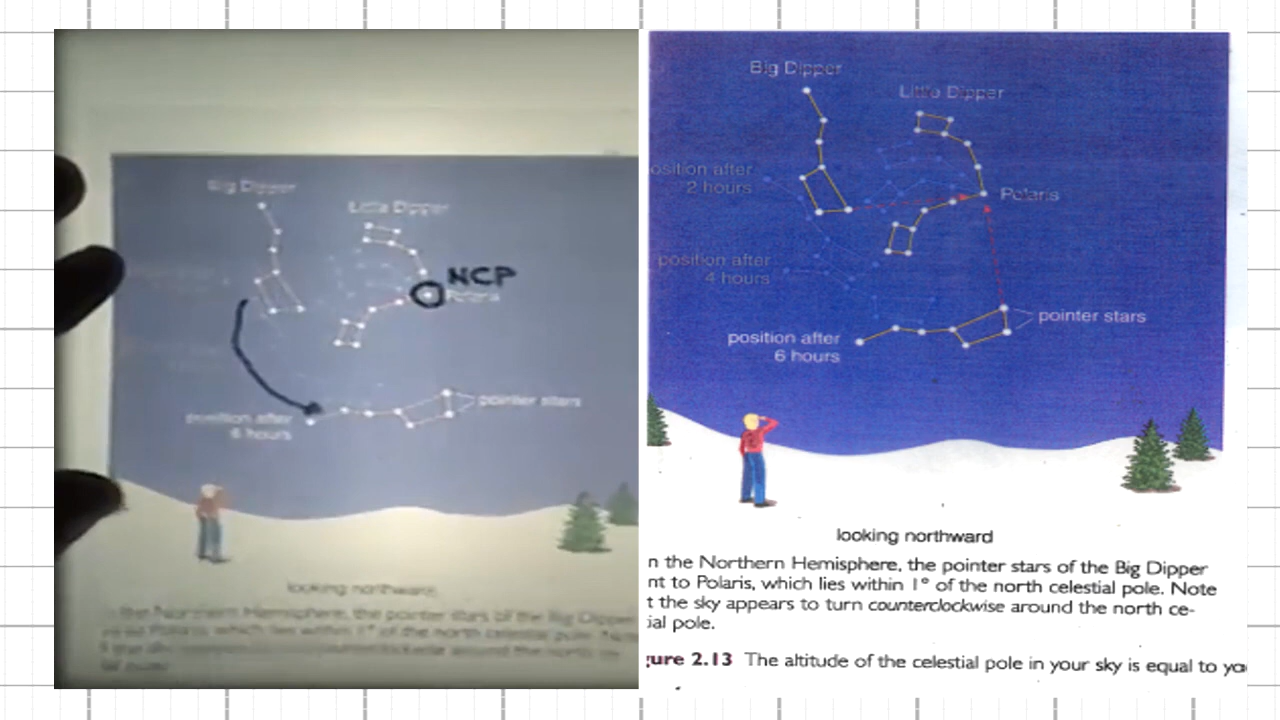 Big Dipper
Little Dipper
NCP
position after
6 hours
pointer stars
looking northward
Big Dipper
Little Dipper
osition after
2 hours
Polaris
position after
4 hours
pointer stars
position after
6 hours
looking northward
n the Northern Hemisphere, the pointer stars of the Big Dipper
nt to Polaris, which lies within 1° of the north celestial pole. Note
t the sky appears to turn counterclockwise around the north ce-
ial pole.
gure 2.13 The altitude of the celestial pole in your sky is equal to yo